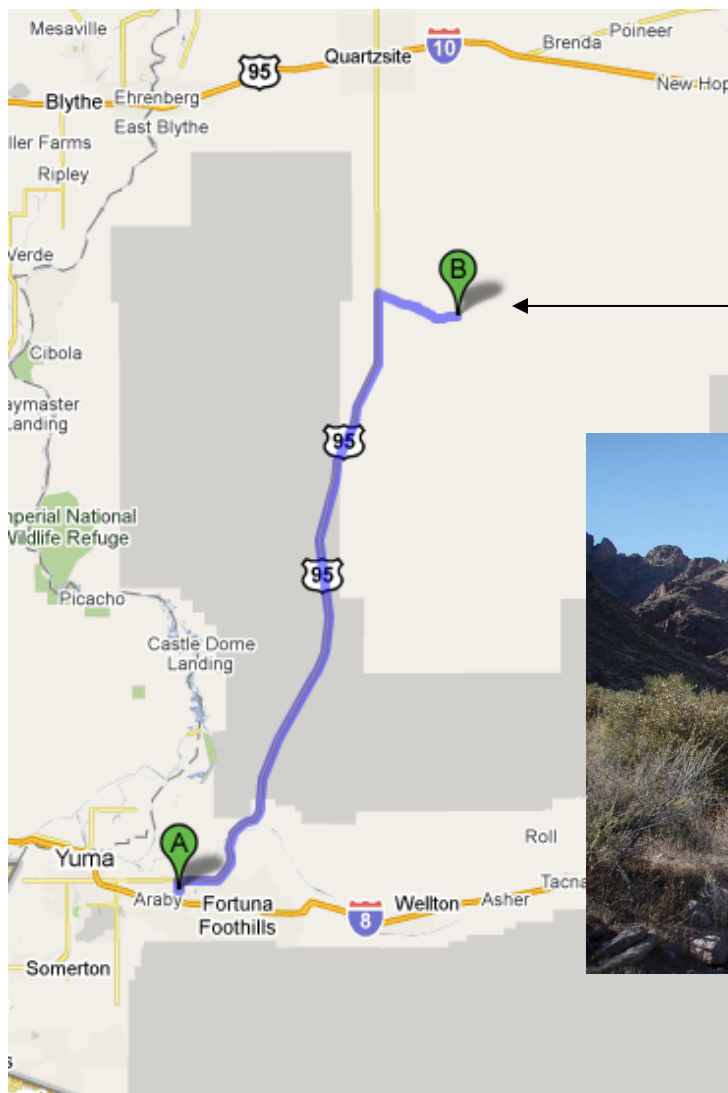 Mesaville
Poineer
Brenda
Quartzsite
10
95
New Hop
Blythe
Ehrenberg
East Blythe
ller Farms
Ripley
Verde
B
Cibola
aymaster
Landing
95
nperial National
Wildlife Refuge
95
Picacho
Castle Dome
Landing
Roll
A
Yuma
Tacna
Araby
Fortuna
Foothills
8
Wellton
Asher
Somerton
s